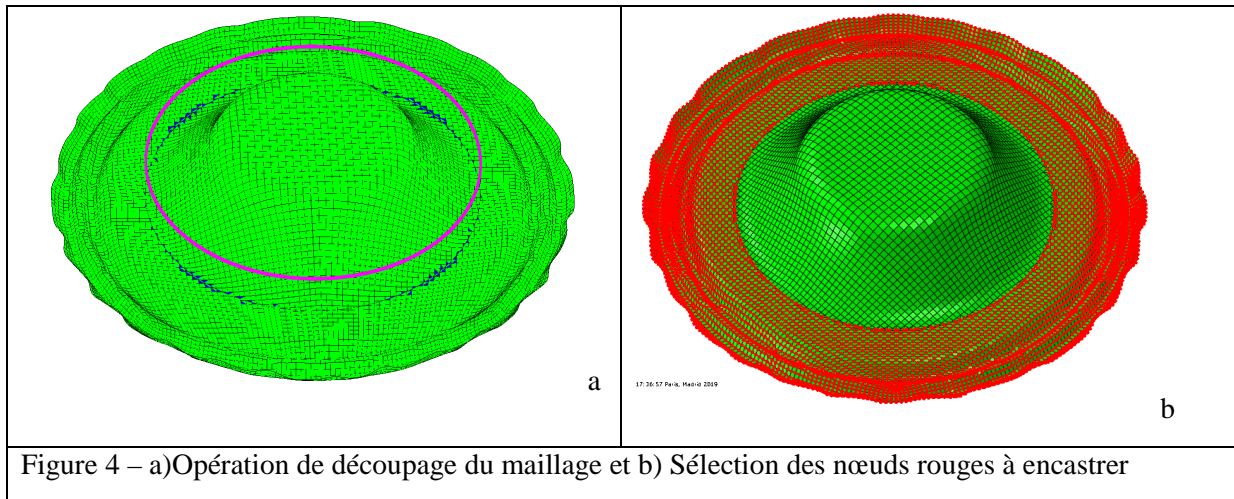 a
17:36:57 Paris, Madrid 2019
b
Figure 4 – a)Opération de découpage du maillage et b) Sélection des nœuds rouges à encastrer